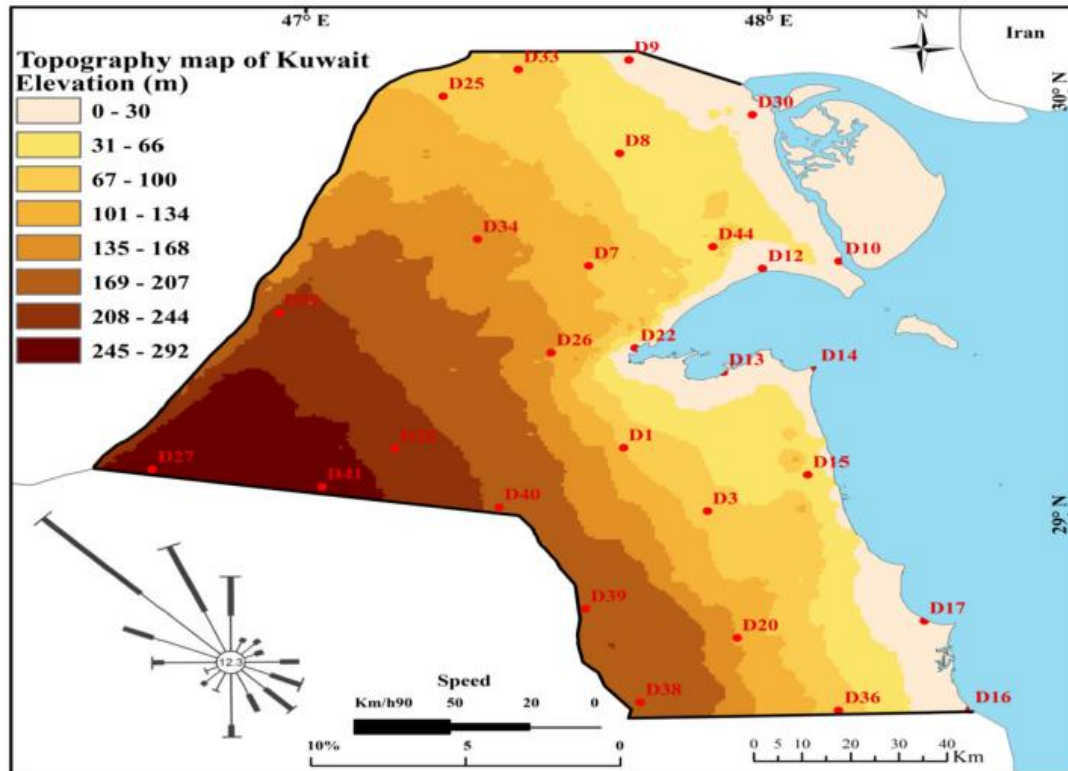 47° E
48° E
N
Iran
Topography map of Kuwait
Elevation (m)
0 - 30
31 - 66
67 - 100
101 - 134
135 - 168
169 - 207
208 - 244
245 - 292
30° N
29° N
D9
D33
D25
D30
D8
D34
D44
D7
D10
D12
D26
D22
D13
D14
D1
D15
D27
D41
D40
D3
D39
D17
D20
D38
D36
D16
12.3
Speed
Km/h90
50
20
0
10%
5
0
0
5
10
20
30
40
Km